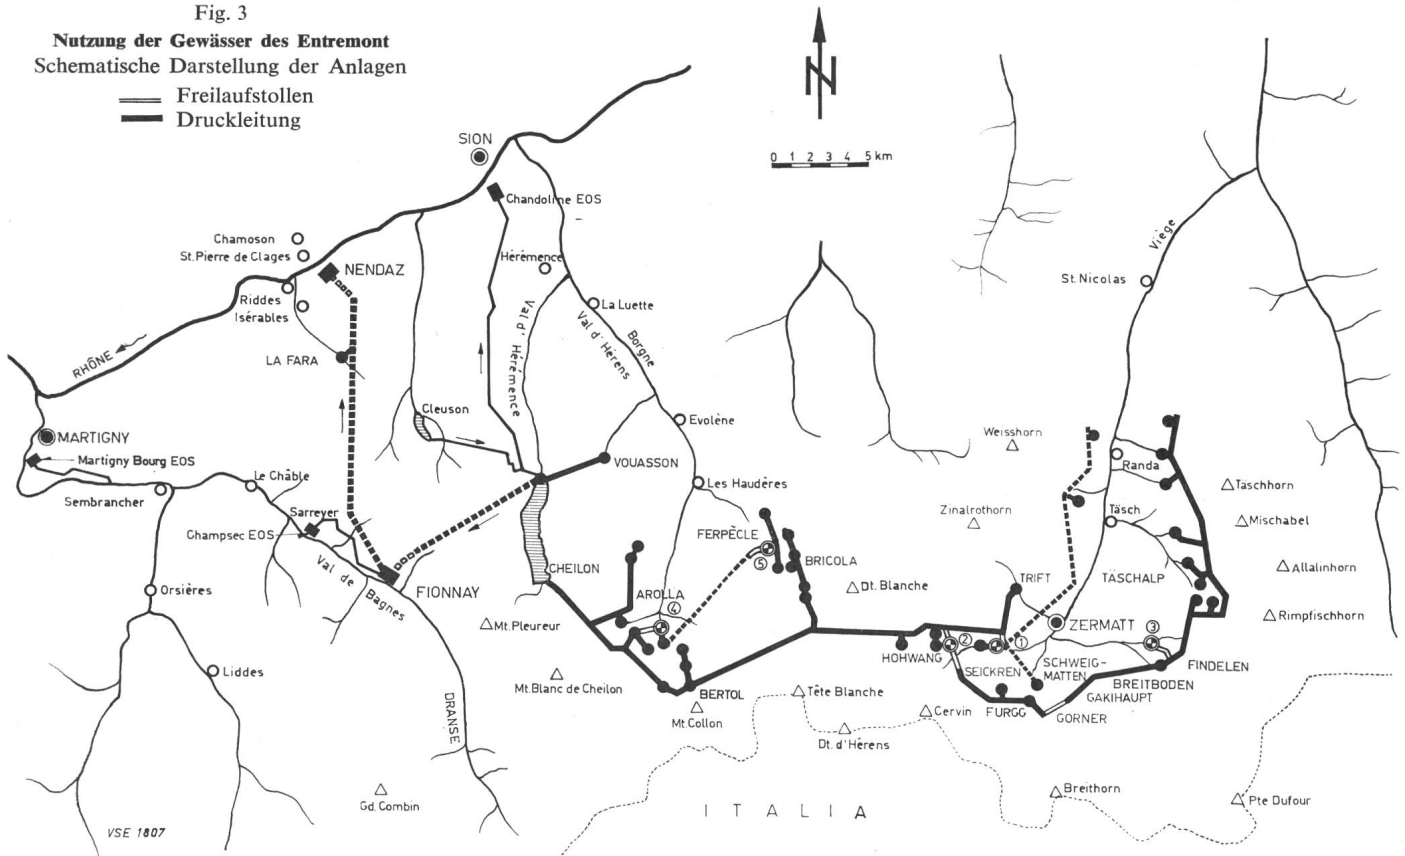 Fig. 3
Nutzung der Gewässer des Entremont
Schematische Darstellung der Anlagen
Freilaufstollen
Druckleitung
N
0 1 2 3 4 5 km
SION
Chandoline EOS
Chamoson
St. Pierre de Clages
NENDAZ
Hérémence
Riddes
Isérables
La Luette
Val d' Hérémence
Val d' Hérens
Borgne
Viège
St. Nicolas
RHÔNE
LA FARA
Cleuson
Evolène
MARTIGNY
Martigny Bourg EOS
Le Châble
Sembrancher
VOUASSON
Les Haudères
Weisshorn
Randa
Täschhorn
Sarreyer
Champsec EOS
Zinalrothorn
Täsch
Mischabel
FERPÈCLE
5
BRICOLA
Val de Bagnes
FIONNAY
CHEILON
Dt. Blanche
TRIFT
TÄSCHALP
Allalinhorn
Orsières
AROLLA
4
Mt. Pleureur
ZERMATT
3
Rimpfischhorn
2
1
HOHWANG
SEICKREN
SCHWEIG-
MATTEN
FINDELEN
BREITBODEN
GAKIHAUPT
Liddes
Mt. Blanc de Cheilon
BERTOL
Tête Blanche
FURGG
GORNER
Mt. Collon
Cervin
DRANSE
Dt. d'Hérens
Gd. Combin
Breithorn
Pte Dufour
ITALIA
VSE 1807